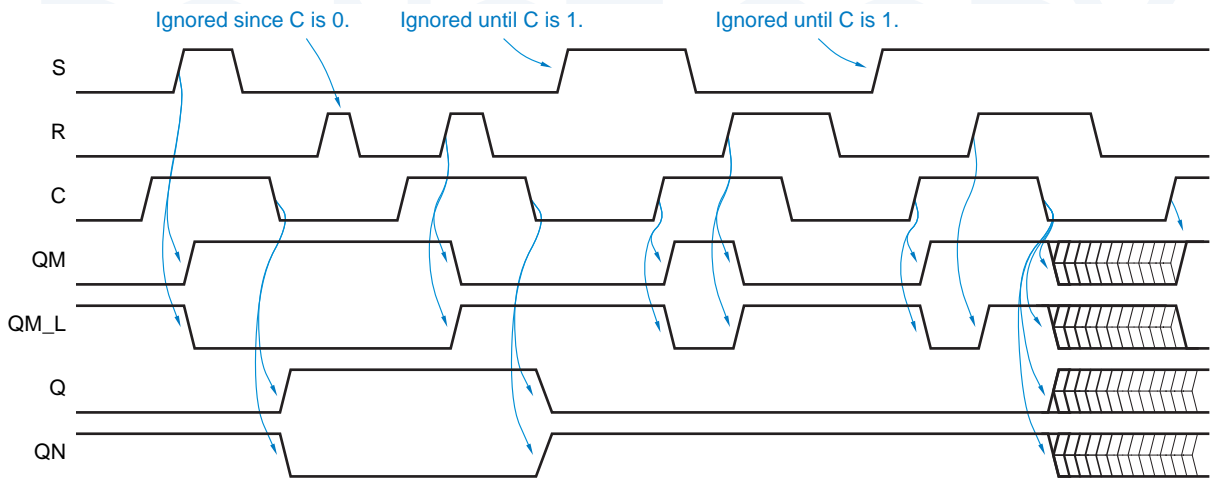 Ignored since C is 0. Ignored until C is 1. Ignored until C is 1.
S
R
C
QM
QM_L
Q
QN